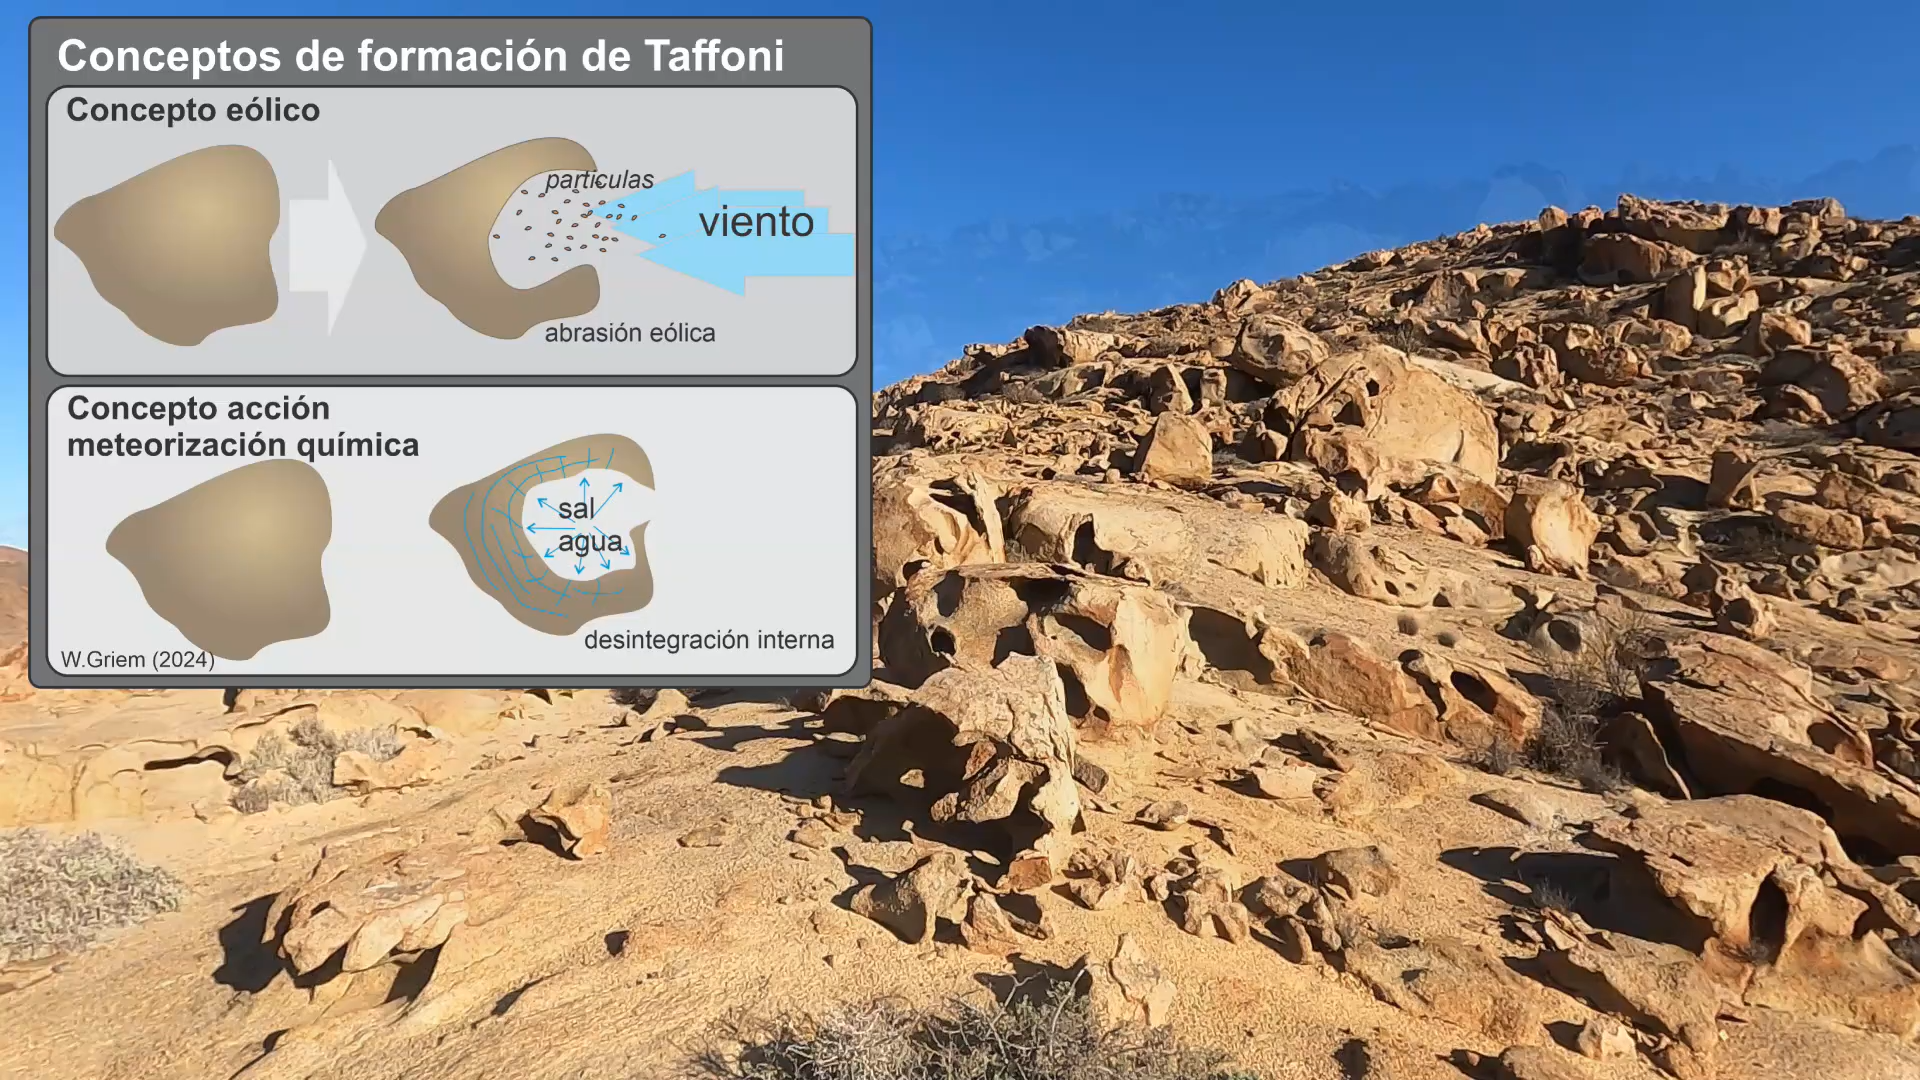 Conceptos de formación de Taffoni
Concepto eólico
particulas
viento
abrasión eólica
Concepto acción
meteorización química
sal
agua
desintegración interna
W.Griem (2024)